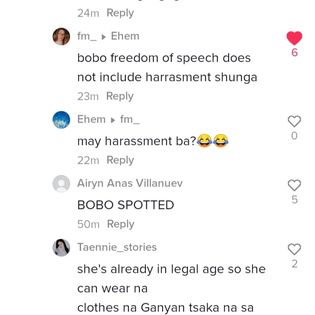 24m Reply
fm_ ▸ Ehem
bobo freedom of speech does
not include harrasment shunga
6
23m Reply
Ehem ▸ fm_
may harassment ba?😂😂
0
22m Reply
Airyn Anas Villanuev
BOBO SPOTTED
5
50m Reply
Taennie_stories
she's already in legal age so she
can wear na
clothes na Ganyan tsaka na sa
2